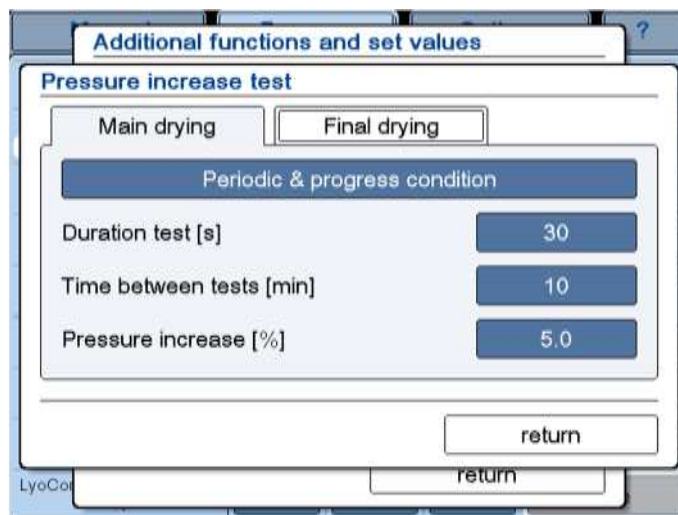 ?
Additional functions and set values
Pressure increase test
Main drying
Final drying
Periodic & progress condition
Duration test [s]
30
Time between tests [min]
10
Pressure increase [%]
5.0
return
return